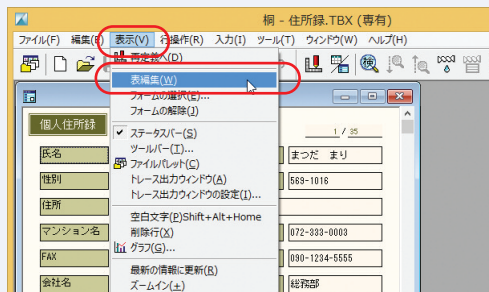 桐 - 住所録.TBX (専有)
ファイル(F) 編集(E) 表示(V) 行操作(R) 入力(I) ツール(T) ウィンドウ(W) ヘルプ(H)
再定義へ(D)
表編集(W)
フォームの選択(E)...
フォームの解除(J)
ステータスバー(S)
ツールバー(T)...
ファイルパレット(C)
トレース出力ウィンドウ(A)
トレース出力ウィンドウの設定(I)...
空白文字(P) Shift+Alt+Home
削除行(X)
グラフ(G)...
最新の情報に更新(R)
ズームイン(+)
個人住所録
1 / 35
氏名
まつだ まり
性別
569-1016
住所
マンション名
072-333-0003
FAX
090-1234-5555
会社名
総務部